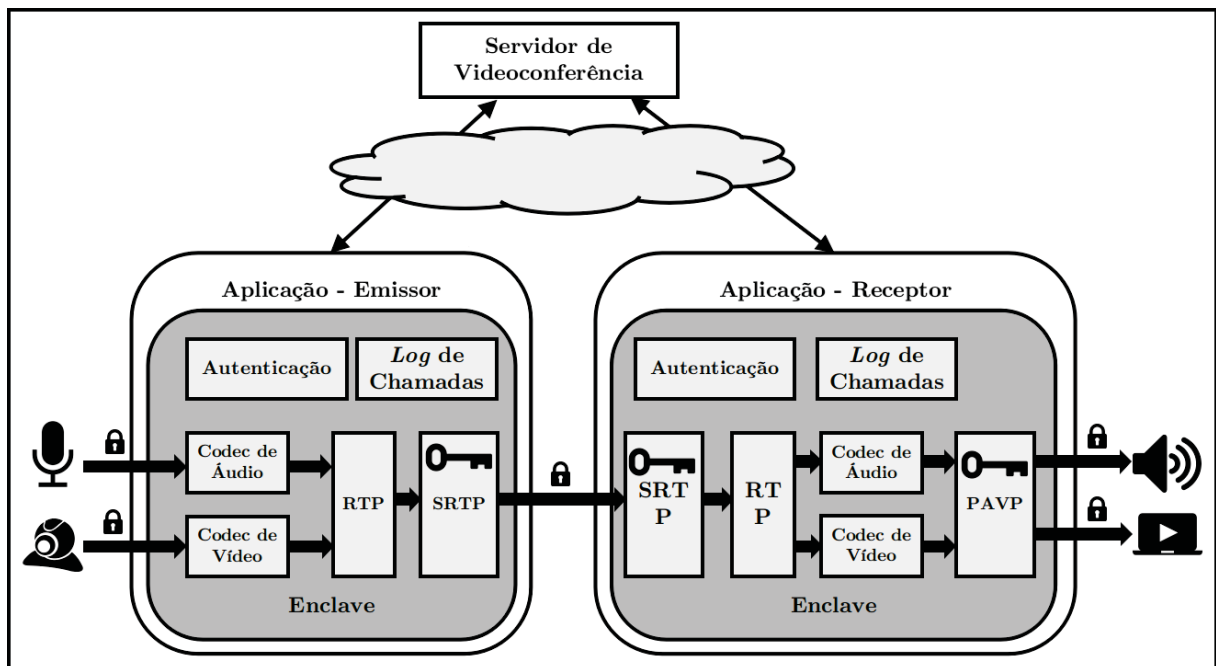 Servidor de
Videoconferência
Aplicação - Emissor
Autenticação
Log de
Chamadas
Codec de
Áudio
Codec de
Vídeo
RTP
SRTP
Enclave
Aplicação - Receptor
Autenticação
Log de
Chamadas
SRT
P
RT
P
Codec de
Áudio
Codec de
Vídeo
PAVP
Enclave